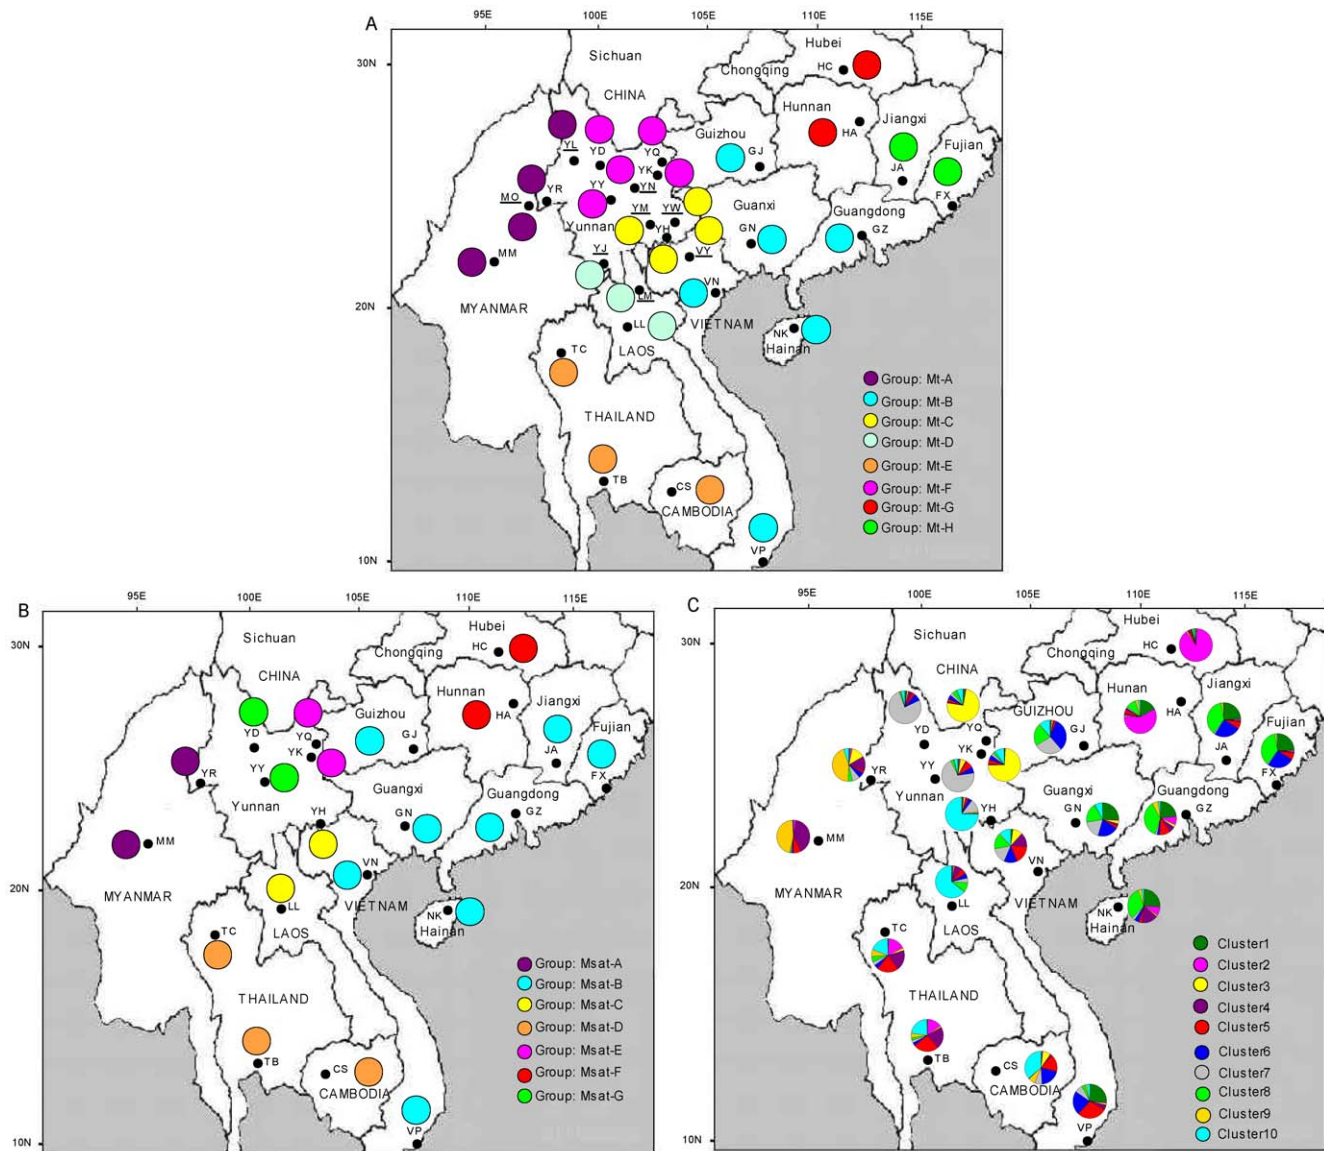 A
95E 100E 105E 110E 115E
30N
20N
10N
Sichuan
Hubei
HC
Chongqing
CHINA
Hunnan
HA
Jiangxi
JA
Fujian
FX
Guizhou
GJ
YL
YD
YQ
YK
YN
YY
MO
YR
YM
YW
YH
Yunnan
Guanxi
GN
Guangdong
GZ
YJ
VY
MM
LM
VN
MYANMAR
LL
VIETNAM
NK
Hainan
LAOS
TC
THAILAND
TB
CS
CAMBODIA
VP
Group: Mt-A
Group: Mt-B
Group: Mt-C
Group: Mt-D
Group: Mt-E
Group: Mt-F
Group: Mt-G
Group: Mt-H
B
95E 100E 105E 110E 115E
30N
20N
10N
Sichuan
Hubei
HC
Chongqing
CHINA
Hunnan
HA
Jiangxi
JA
Fujian
FX
Guizhou
GJ
YD
YQ
YK
YR
YY
Yunnan
YH
Guangxi
GN
Guangdong
GZ
MM
VN
MYANMAR
LL
VIETNAM
NK
Hainan
LAOS
TC
THAILAND
TB
CS
CAMBODIA
VP
Group: Msat-A
Group: Msat-B
Group: Msat-C
Group: Msat-D
Group: Msat-E
Group: Msat-F
Group: Msat-G
C
95E 100E 105E 110E 115E
30N
20N
10N
Sichuan
Hubei
HC
Chongqing
CHINA
Hunan
HA
Jiangxi
JA
Fujian
FX
GUIZHOU
GJ
YD
YQ
YK
YR
YY
Yunnan
YH
Guangxi
GN
Guangdong
GZ
MM
VN
MYANMAR
LL
VIETNAM
NK
Hainan
LAOS
TC
THAILAND
TB
CS
CAMBODIA
VP
Cluster1
Cluster2
Cluster3
Cluster4
Cluster5
Cluster6
Cluster7
Cluster8
Cluster9
Cluster10